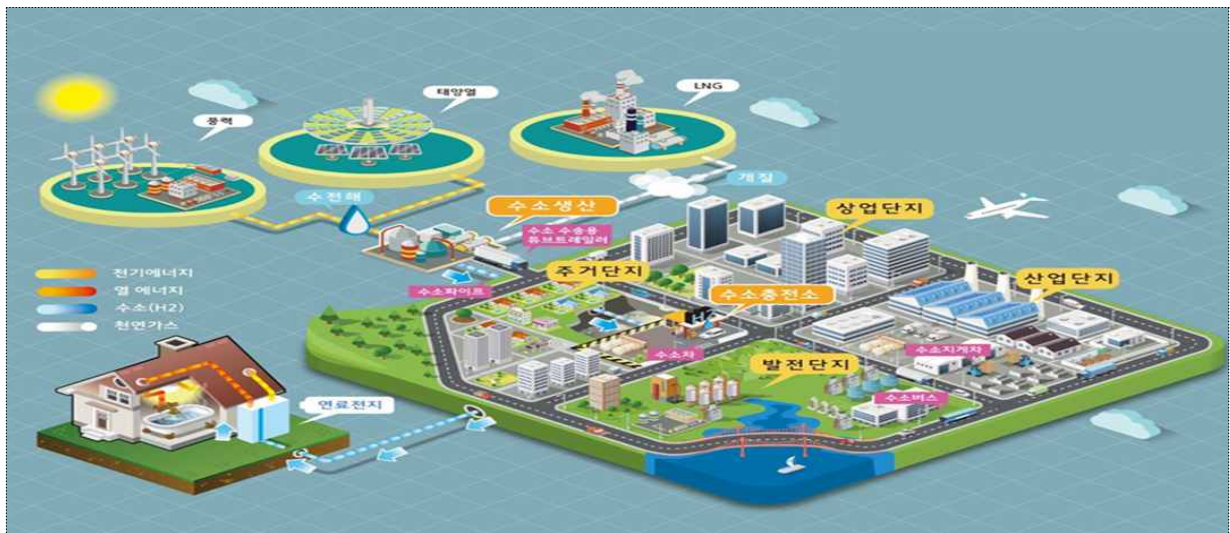 풍력
태양열
LNG
수전해
수소생산
개질
수소 수송용
튜브트레일러
상업단지
주거단지
산업단지
수소파이프
수소충전소
H2
전기에너지
열 에너지
수소(H2)
천연가스
수소차
수소지게차
발전단지
수소버스
연료전지